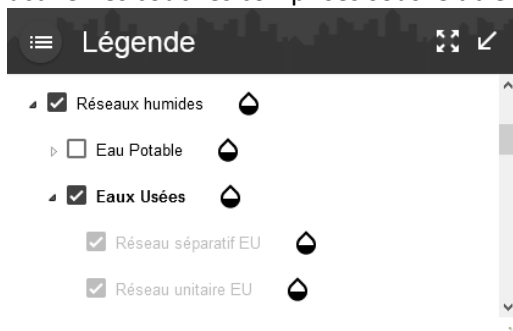 Légende
Réseaux humides
Eau Potable
Eaux Usées
Réseau séparatif EU
Réseau unitaire EU